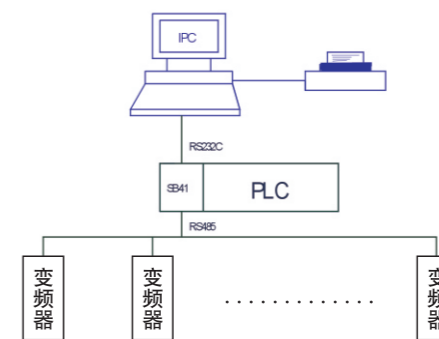 IPC
RS232C
SB41 PLC
RS485
变频器 变频器 ............. 变频器